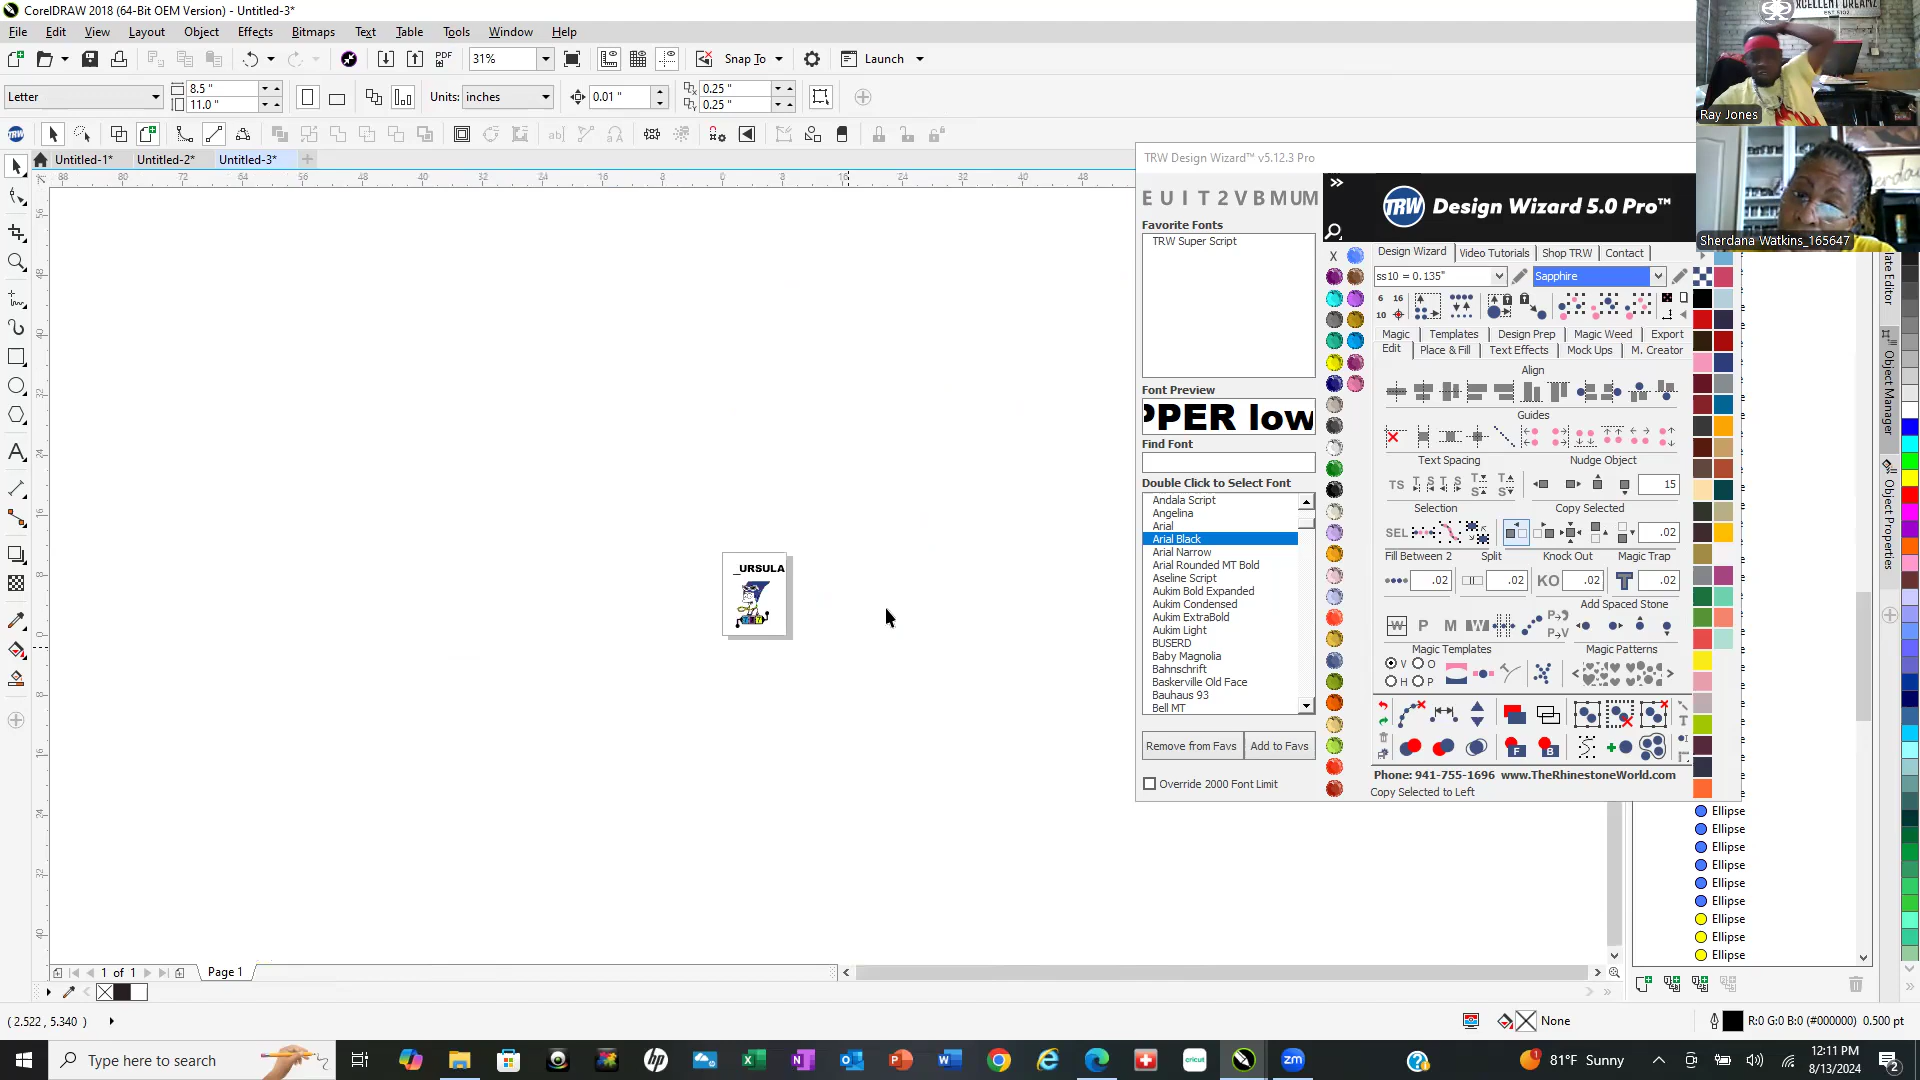 CorelDRAW 2018 (64-Bit OEM Version) - Untitled-3*
File Edit View Layout Object Effects Bitmaps Text Table Tools Window Help
31% Snap To Launch
Letter 8.5 " 11.0 " Units: inches 0.01 " 0.25 " 0.25 "
Untitled-1* Untitled-2* Untitled-3*
_URSULA
XCELLENT DREAMZ
Ray Jones
Sherdana Watkins_165647
TRW Design Wizard™ v5.12.3 Pro
E U I T 2 V B M UM
TRW Design Wizard 5.0 Pro™
Favorite Fonts
TRW Super Script
Font Preview
PPER low
Find Font
Double Click to Select Font
Andala Script
Angelina
Arial
Arial Black
Arial Narrow
Arial Rounded MT Bold
Aseline Script
Aukim Bold Expanded
Aukim Condensed
Aukim ExtraBold
Aukim Light
BUSERD
Baby Magnolia
Bahnschrift
Baskerville Old Face
Bauhaus 93
Bell MT
Remove from Favs Add to Favs
Override 2000 Font Limit
Design Wizard Video Tutorials Shop TRW Contact
ss10 = 0.135" Sapphire
Magic Templates Design Prep Magic Weed Export
Edit Place & Fill Text Effects Mock Ups M. Creator
Align
Guides
Text Spacing Nudge Object
TS 15
Selection Copy Selected
SEL .02
Fill Between 2 Split Knock Out Magic Trap
.02 .02 KO .02 .02
Add Spaced Stone
W P M W
Magic Templates Magic Patterns
V O
H P
Phone: 941-755-1696 www.TheRhinestoneWorld.com
Copy Selected to Left
Object Manager
Object Properties
Ellipse
Ellipse
Ellipse
Ellipse
Ellipse
Ellipse
Ellipse
Ellipse
Ellipse
1 of 1 Page 1
( 2.522 , 5.340 ) None R:0 G:0 B:0 (#000000) 0.500 pt
Type here to search 81°F Sunny 12:11 PM
8/13/2024